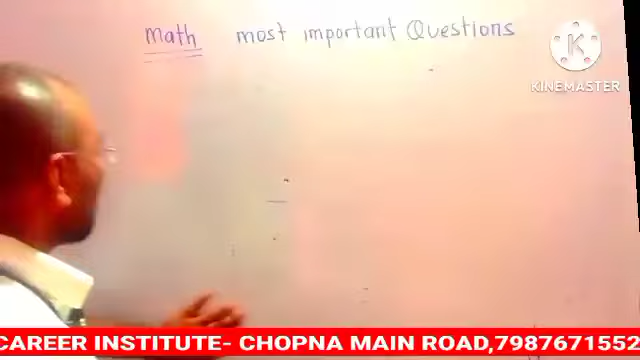 Math most important Questions
K
KINEMASTER
CAREER INSTITUTE- CHOPNA MAIN ROAD,7987671552